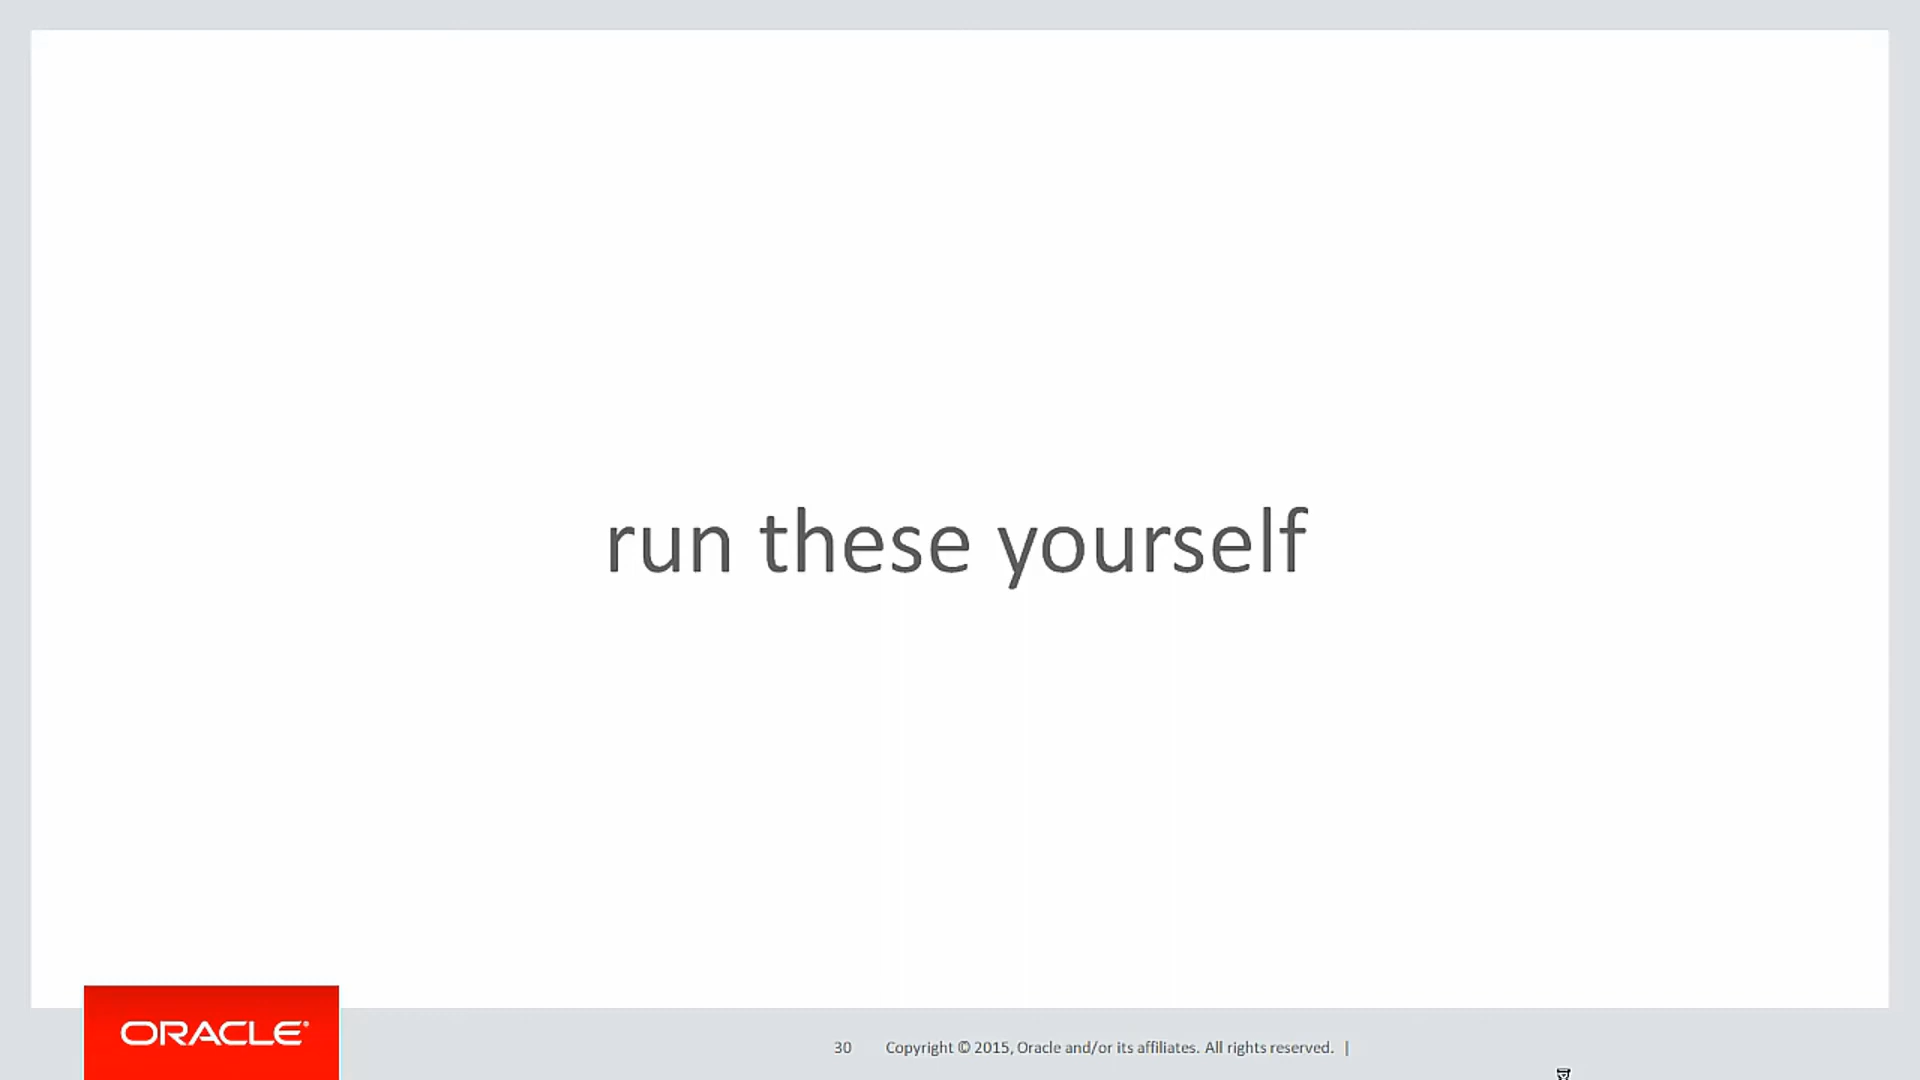 run these yourself
ORACLE®
30 Copyright © 2015, Oracle and/or its affiliates. All rights reserved. |